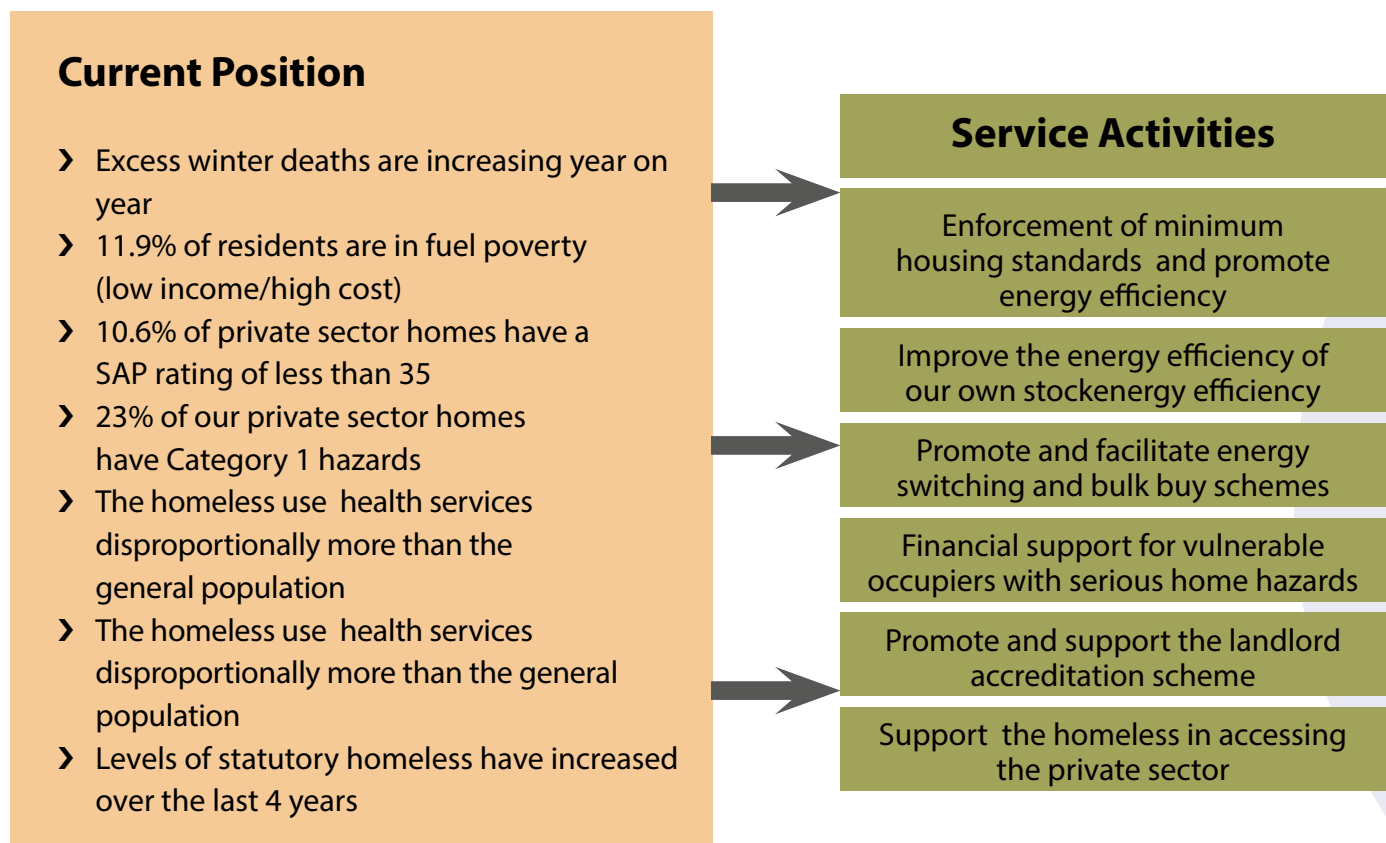 Current Position
❯ Excess winter deaths are increasing year on
year
❯ 11.9% of residents are in fuel poverty
(low income/high cost)
❯ 10.6% of private sector homes have a
SAP rating of less than 35
❯ 23% of our private sector homes
have Category 1 hazards
❯ The homeless use health services
disproportionally more than the
general population
❯ The homeless use health services
disproportionally more than the general
population
❯ Levels of statutory homeless have increased
over the last 4 years
Service Activities
Enforcement of minimum
housing standards and promote
energy efficiency
Improve the energy efficiency of
our own stockenergy efficiency
Promote and facilitate energy
switching and bulk buy schemes
Financial support for vulnerable
occupiers with serious home hazards
Promote and support the landlord
accreditation scheme
Support the homeless in accessing
the private sector